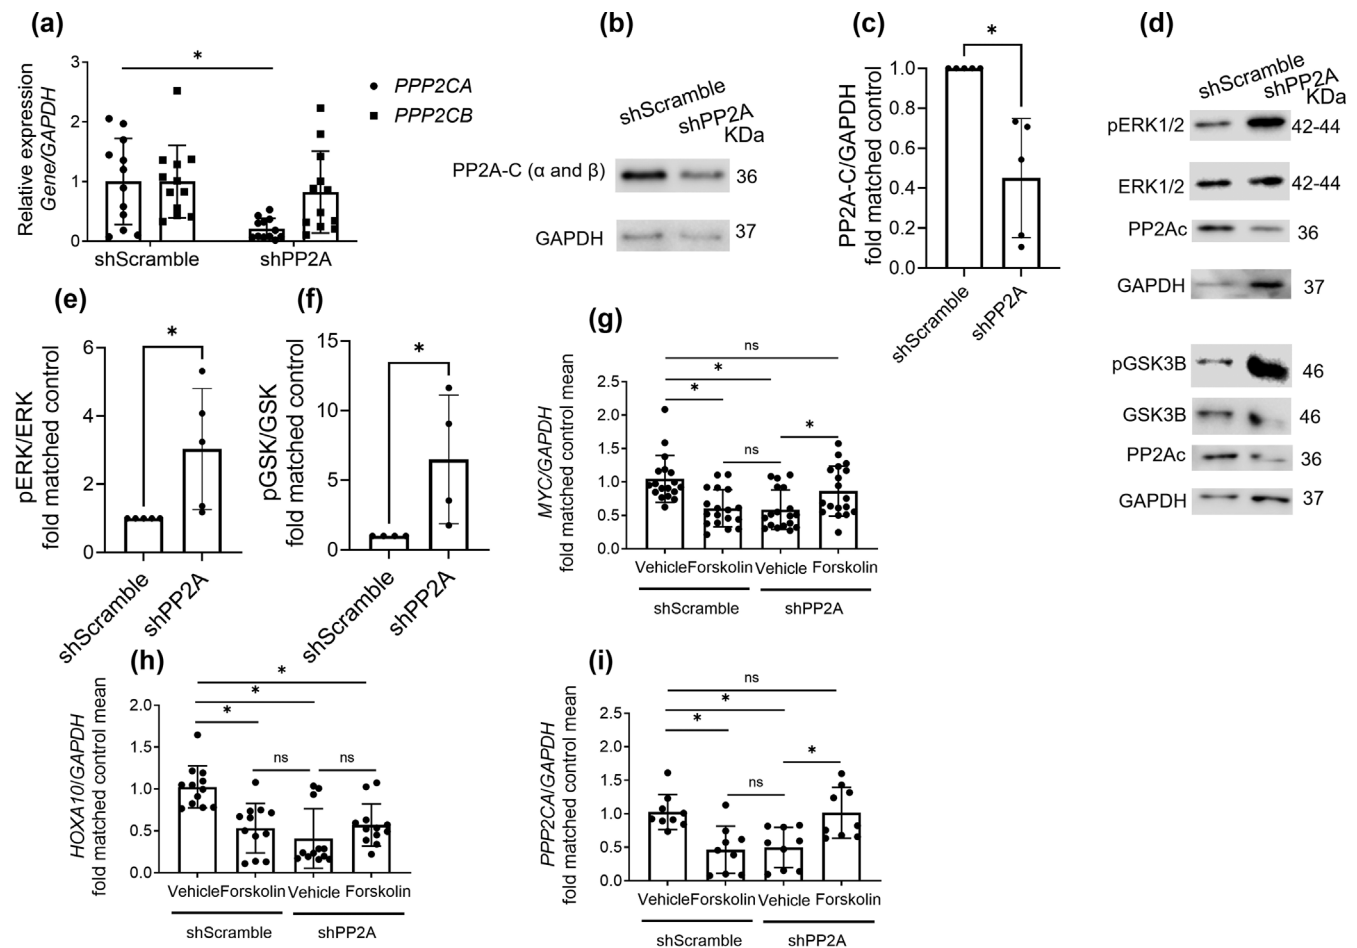 (a)
Relative expression
Gene/GAPDH
3
2
1
0
*
PPP2CA
PPP2CB
shScramble
shPP2A
(b)
shScramble
shPP2A
KDa
PP2A-C (α and β)
36
GAPDH
37
(c)
PP2A-C/GAPDH
fold matched control
1.0
0.8
0.6
0.4
0.2
0.0
*
shScramble
shPP2A
(d)
shScramble
shPP2A
KDa
pERK1/2
42-44
ERK1/2
42-44
PP2Ac
36
GAPDH
37
pGSK3B
46
GSK3B
46
PP2Ac
36
GAPDH
37
(e)
pERK/ERK
fold matched control
6
4
2
0
*
shScramble
shPP2A
(f)
pGSK/GSK
fold matched control
15
10
5
0
*
shScramble
shPP2A
(g)
MYC/GAPDH
fold matched control mean
2.5
2.0
1.5
1.0
0.5
0.0
ns
*
*
*
ns
Vehicle Forskolin Vehicle Forskolin
shScramble
shPP2A
(h)
HOXA10/GAPDH
fold matched control mean
2.0
1.5
1.0
0.5
0.0
*
*
*
ns
ns
Vehicle Forskolin Vehicle Forskolin
shScramble
shPP2A
(i)
PPP2CA/GAPDH
fold matched control mean
2.5
2.0
1.5
1.0
0.5
0.0
ns
*
*
*
ns
Vehicle Forskolin Vehicle Forskolin
shScramble
shPP2A